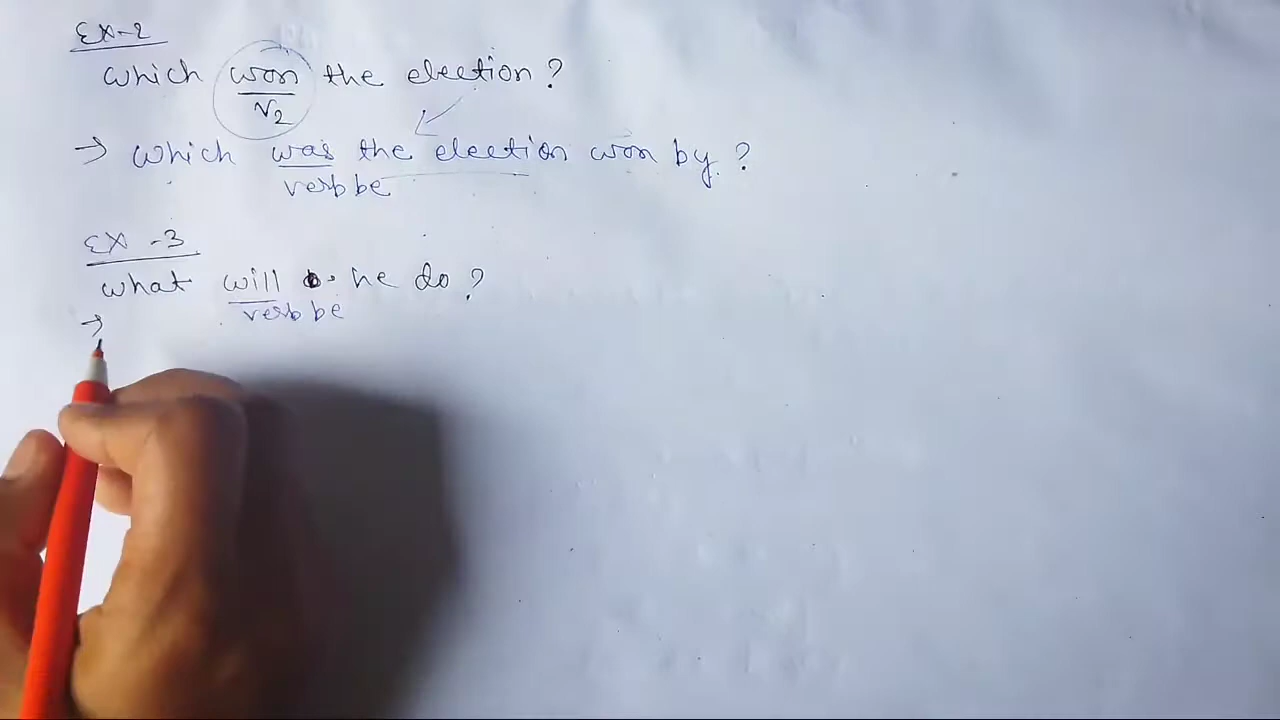 Ex-2
Which won the election?
V2
→ Which was the election won by?
verb be
Ex -3
What will he do?
verb be
→